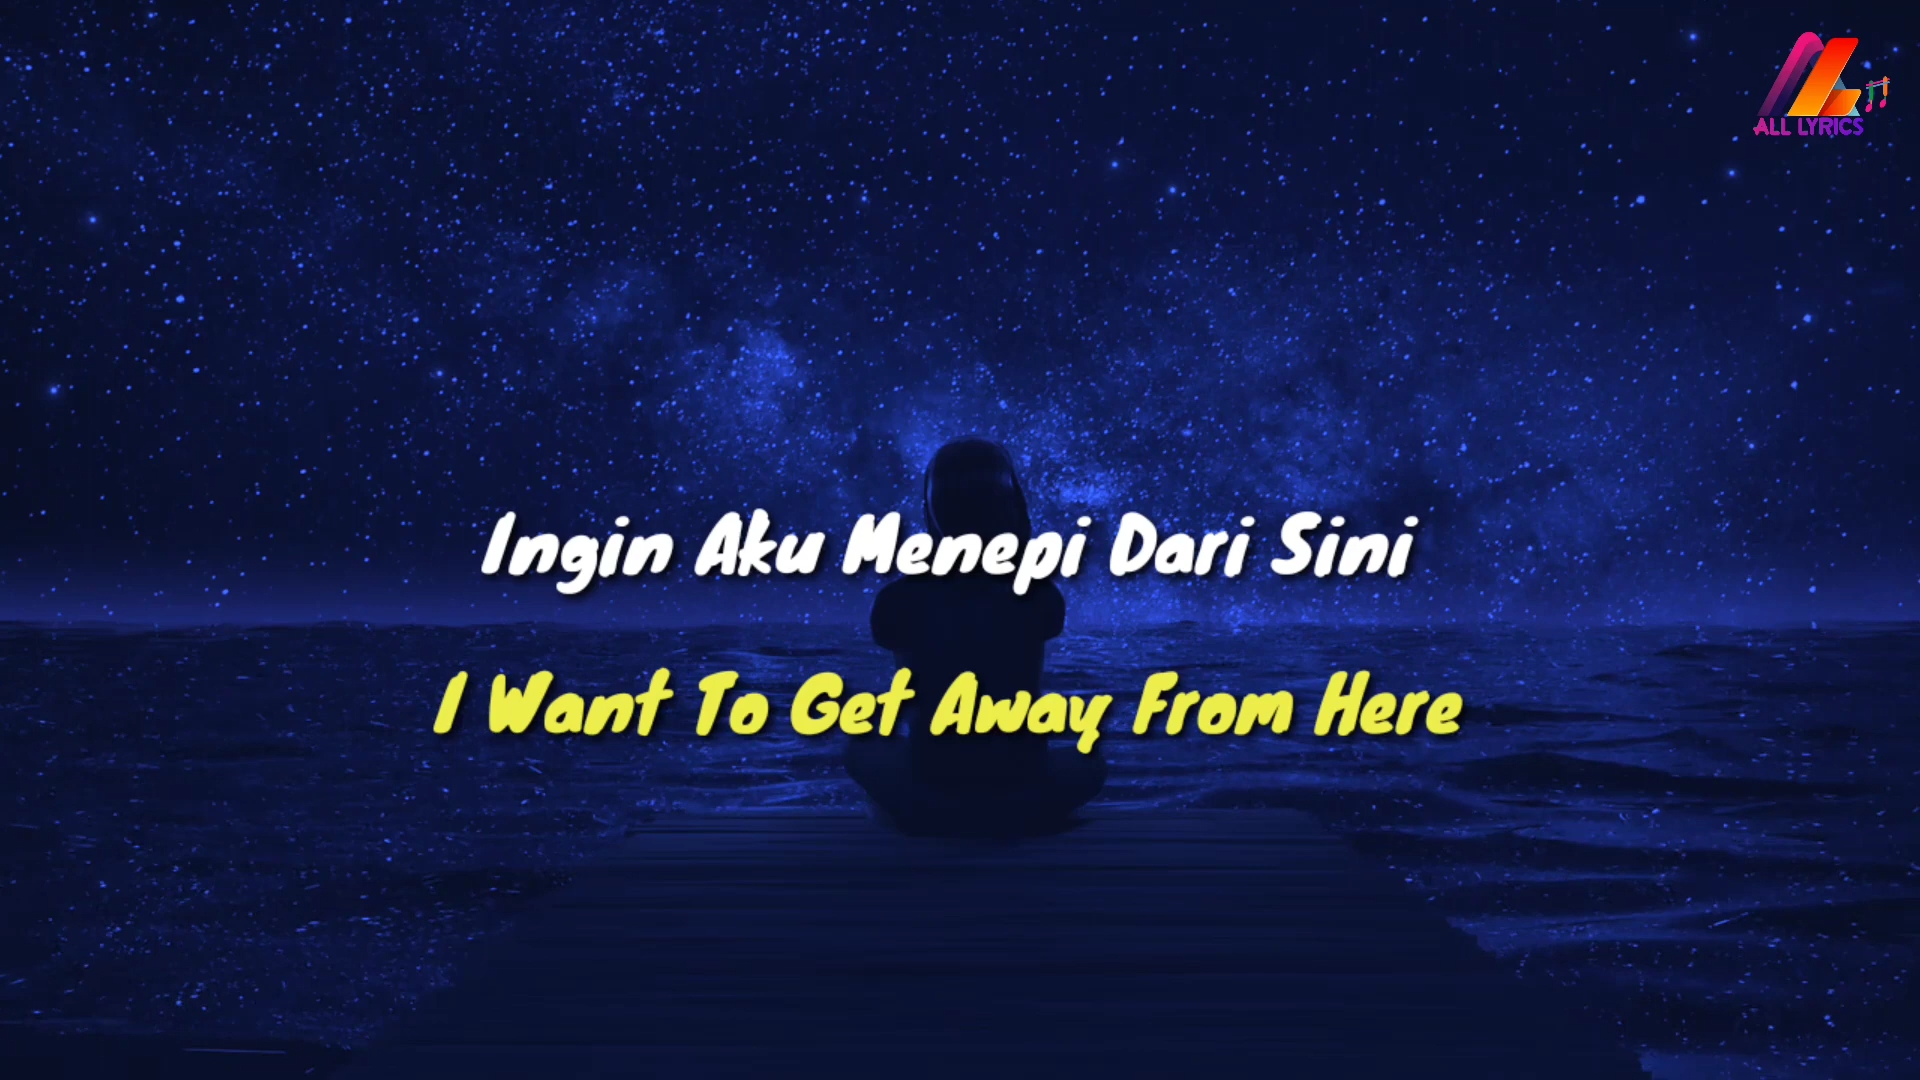 ALL LYRICS
Ingin Aku Menepi Dari Sini
I Want To Get Away From Here